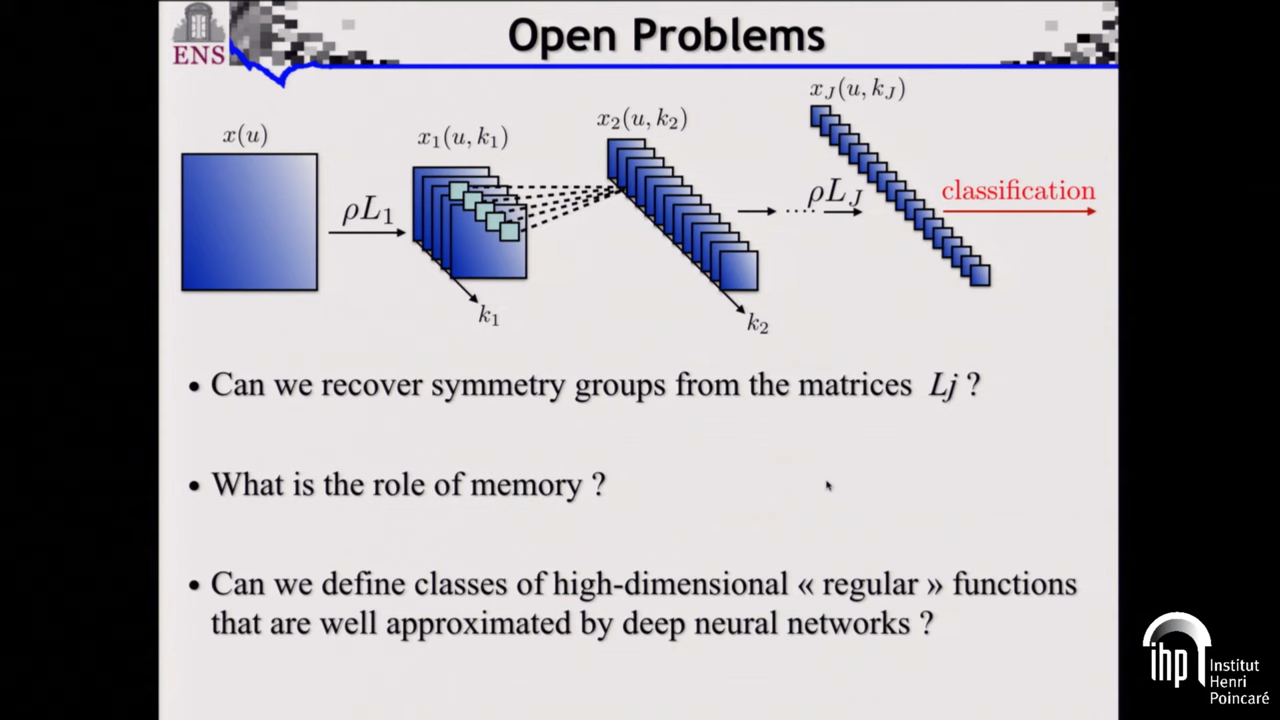 ENS
Open Problems
x(u)
x₁(u, k₁)
x₂(u, k₂)
x_J(u, k_J)
ρL₁
ρL_J
classification
k₁
k₂
• Can we recover symmetry groups from the matrices Lj ?
• What is the role of memory ?
• Can we define classes of high-dimensional « regular » functions
that are well approximated by deep neural networks ?
ihp
Institut
Henri
Poincaré